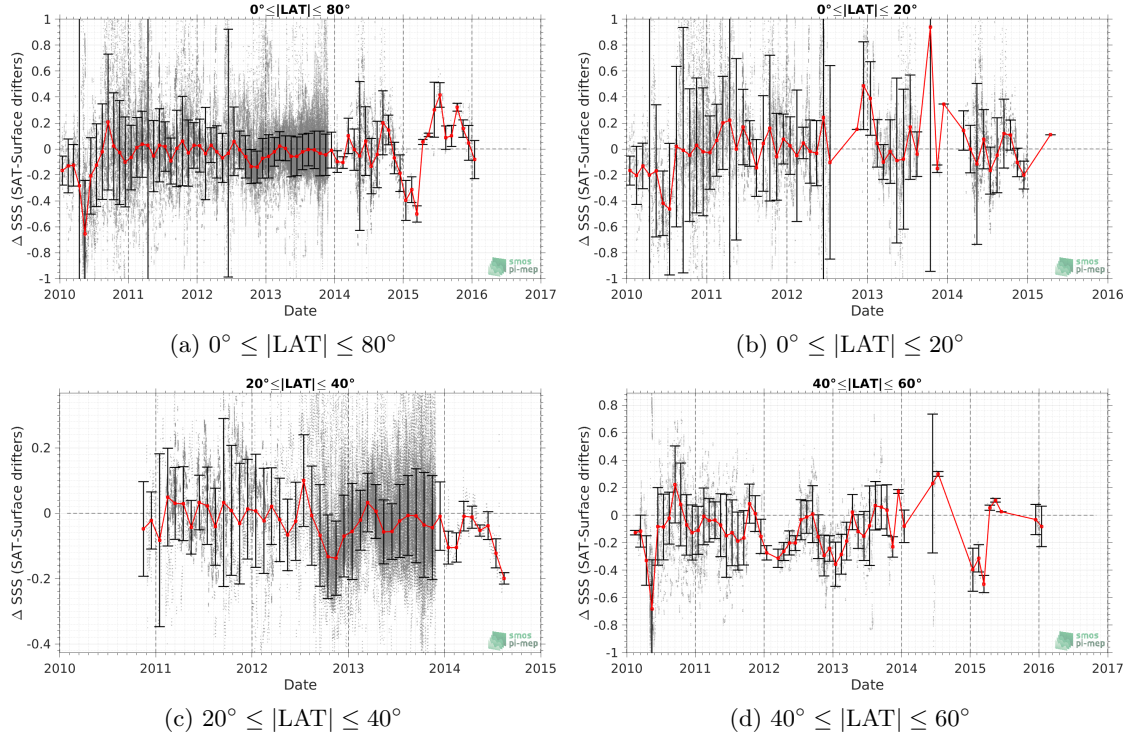 0°≤|LAT|≤ 80°
Δ SSS (SAT-Surface drifters)
1
0.8
0.6
0.4
0.2
0
-0.2
-0.4
-0.6
-0.8
-1
2010 2011 2012 2013 2014 2015 2016 2017
Date
smos
pi-mep
(a) 0° ≤ |LAT| ≤ 80°
0°≤|LAT|≤ 20°
Δ SSS (SAT-Surface drifters)
1
0.8
0.6
0.4
0.2
0
-0.2
-0.4
-0.6
-0.8
-1
2010 2011 2012 2013 2014 2015 2016
Date
smos
pi-mep
(b) 0° ≤ |LAT| ≤ 20°
20°≤|LAT|≤ 40°
Δ SSS (SAT-Surface drifters)
0.2
0
-0.2
-0.4
2010 2011 2012 2013 2014 2015
Date
smos
pi-mep
(c) 20° ≤ |LAT| ≤ 40°
40°≤|LAT|≤ 60°
Δ SSS (SAT-Surface drifters)
0.8
0.6
0.4
0.2
0
-0.2
-0.4
-0.6
-0.8
-1
2010 2011 2012 2013 2014 2015 2016 2017
Date
smos
pi-mep
(d) 40° ≤ |LAT| ≤ 60°